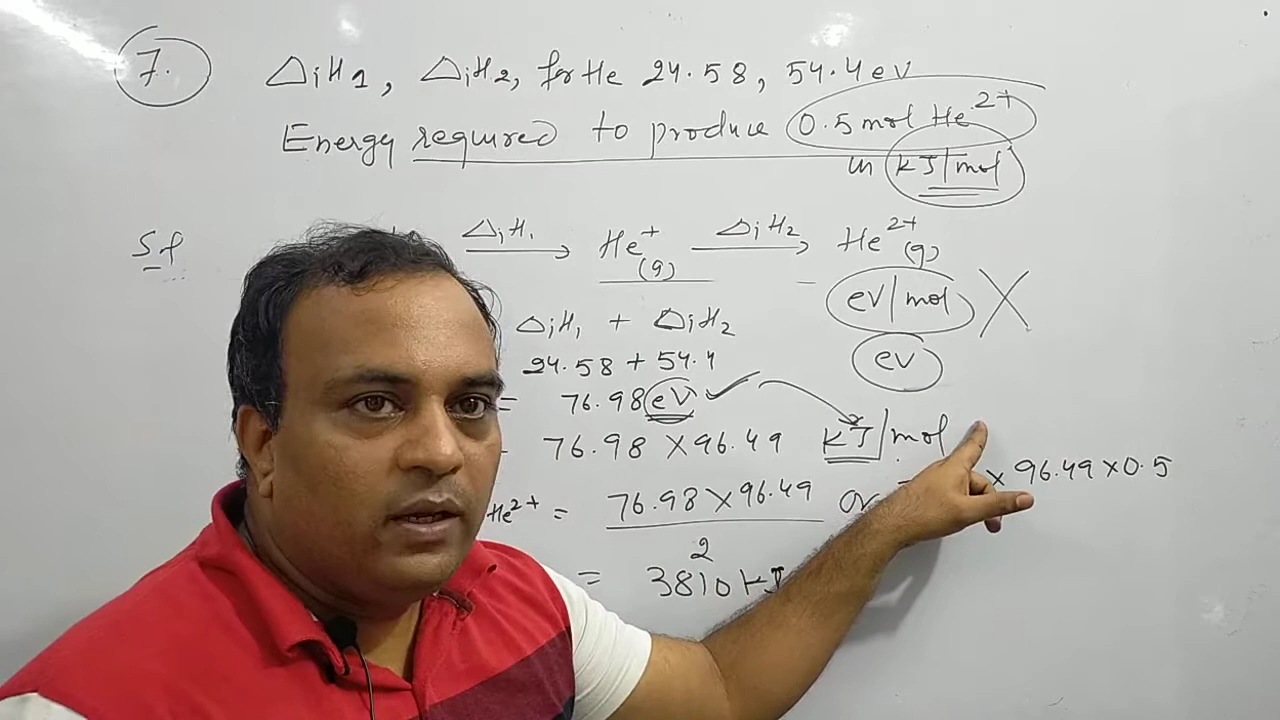 7.
△ᵢH1, △ᵢH₂, for He 24.58, 54.4 eV
Energy required to produce 0.5 mol He²⁺
in kJ/mol
Sol △ᵢH₁ → He⁺(g) △ᵢH₂ → He²⁺(g)
eV/mol X
△ᵢH₁ + △ᵢH₂
24.58 + 54.4
eV
= 76.98 eV ✓
76.98 × 96.49 KJ/mol
He²⁺ = 76.98 × 96.49 / 2 or × 96.49 × 0.5
= 3810 kJ